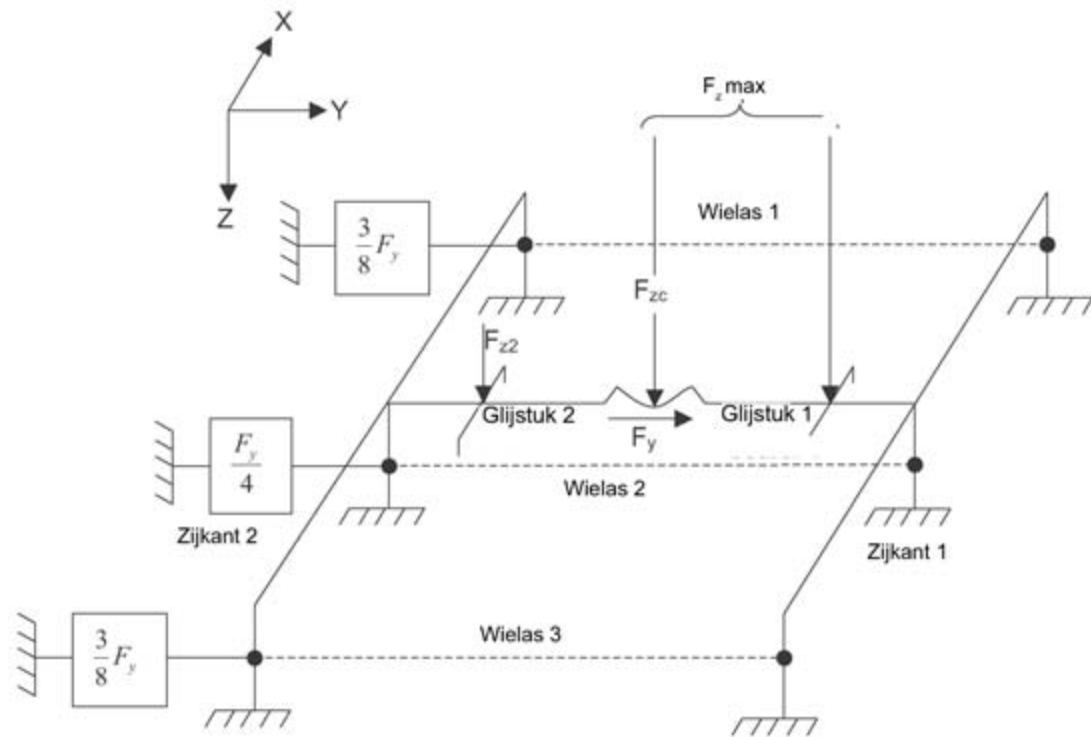 X
Y
Z
F_z max
Wielas 1
3/8 F_y
F_zc
F_z2
Glijstuk 2
Glijstuk 1
F_y
F_y/4
Wielas 2
Zijkant 2
Zijkant 1
Wielas 3
3/8 F_y